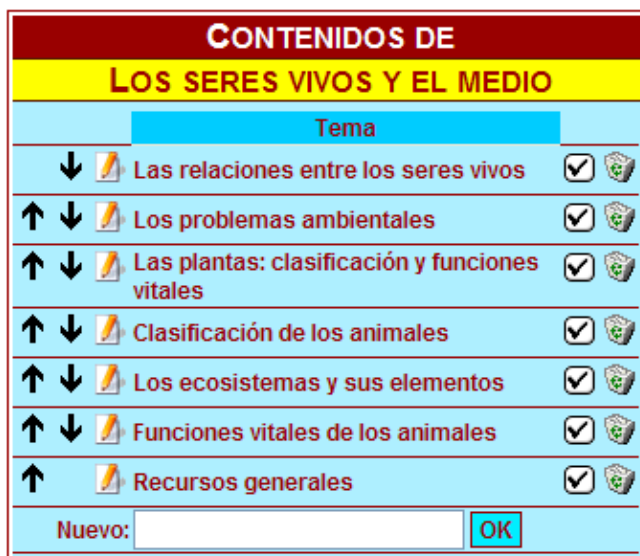 CONTENIDOS DE
LOS SERES VIVOS Y EL MEDIO
Tema
Las relaciones entre los seres vivos
Los problemas ambientales
Las plantas: clasificación y funciones
vitales
Clasificación de los animales
Los ecosistemas y sus elementos
Funciones vitales de los animales
Recursos generales
Nuevo: OK